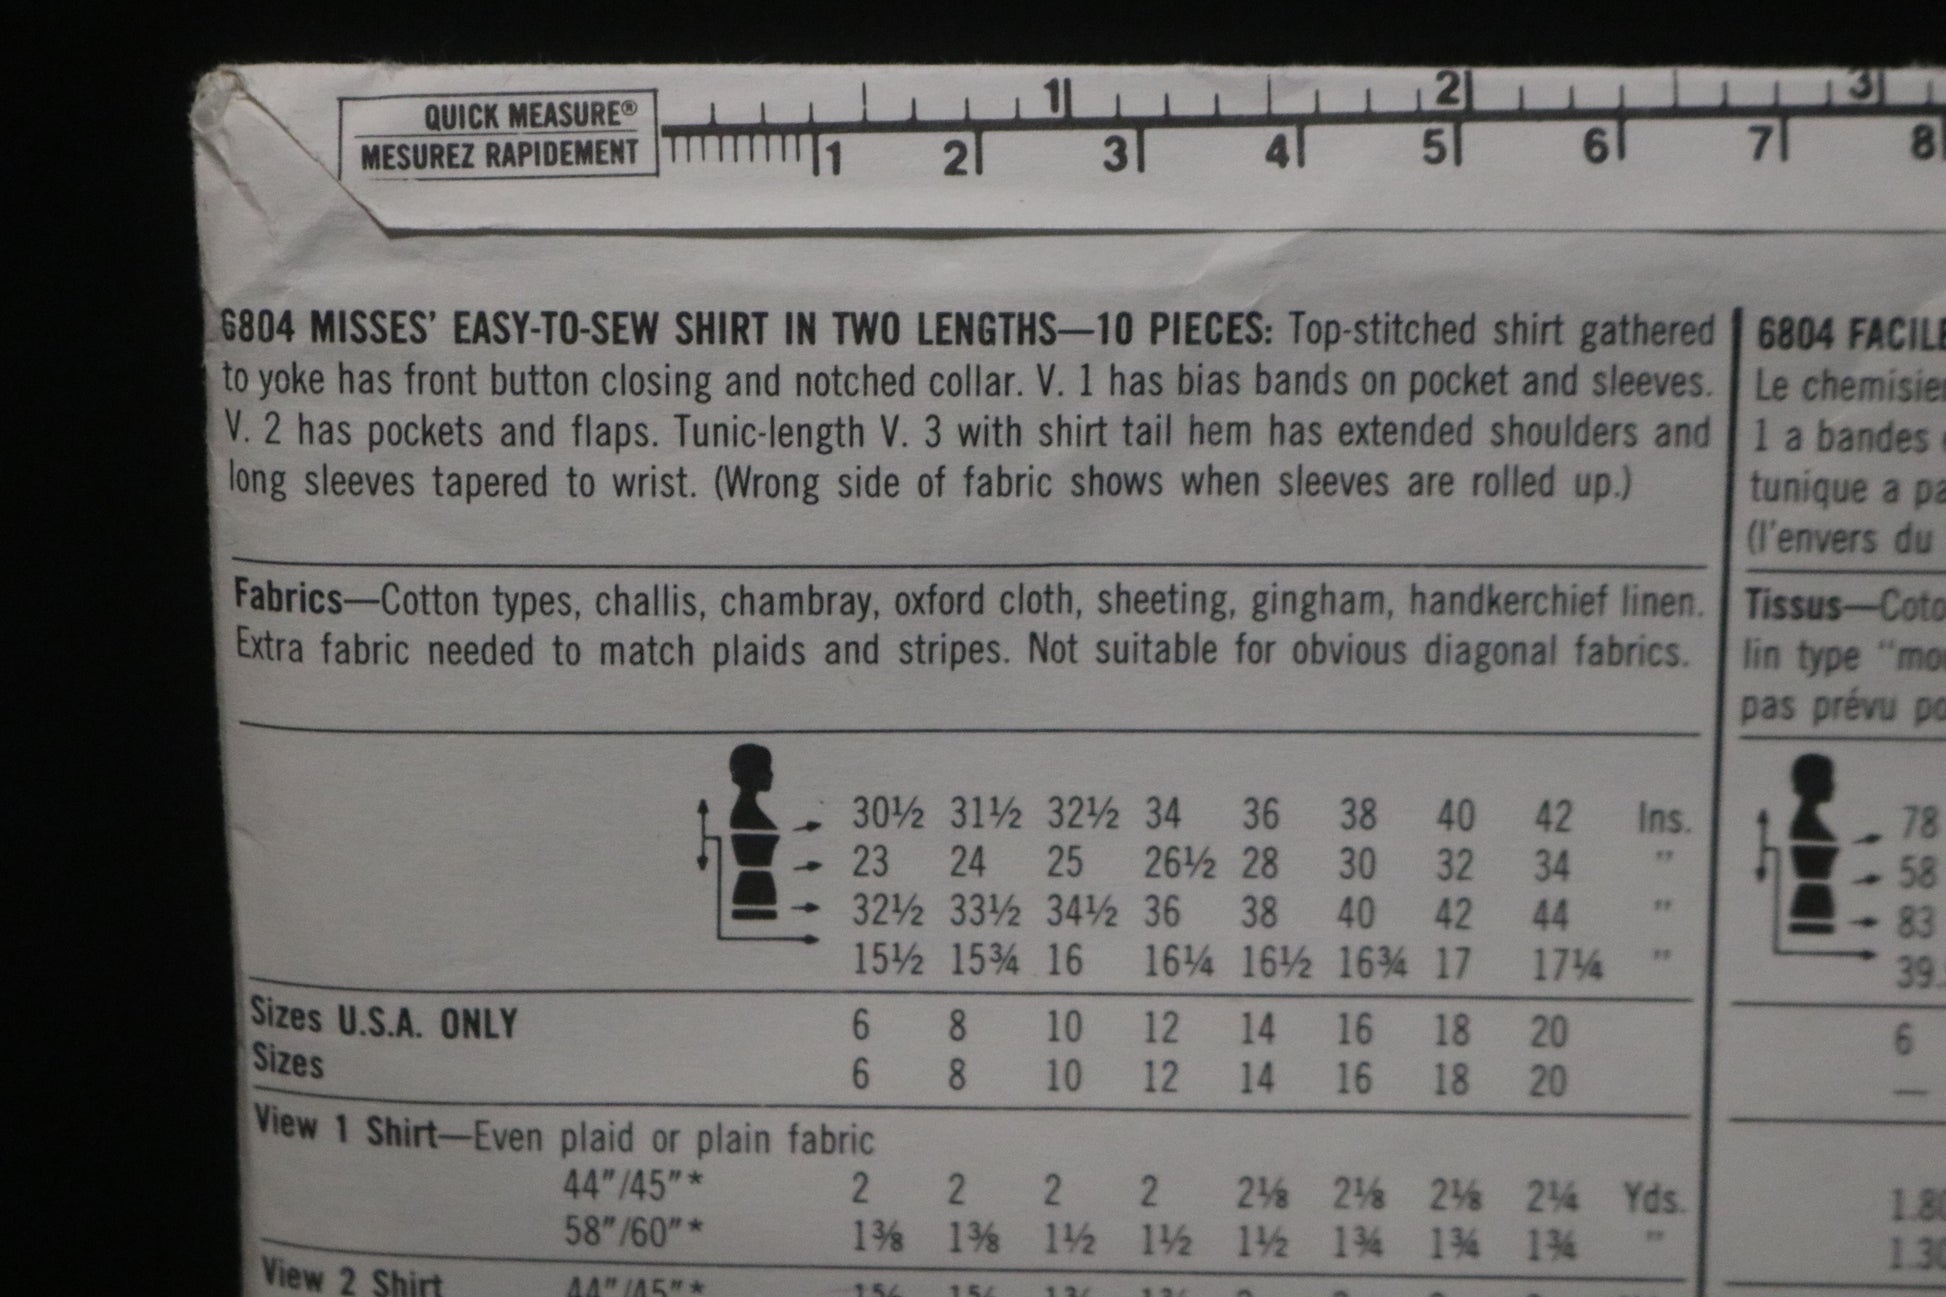 QUICK MEASURE®
MESUREZ RAPIDEMENT
1 2 3
1 2 3 4 5 6 7 8
6804 MISSES' EASY-TO-SEW SHIRT IN TWO LENGTHS—10 PIECES: Top-stitched shirt gathered
to yoke has front button closing and notched collar. V. 1 has bias bands on pocket and sleeves.
V. 2 has pockets and flaps. Tunic-length V. 3 with shirt tail hem has extended shoulders and
long sleeves tapered to wrist. (Wrong side of fabric shows when sleeves are rolled up.)
Fabrics—Cotton types, challis, chambray, oxford cloth, sheeting, gingham, handkerchief linen.
Extra fabric needed to match plaids and stripes. Not suitable for obvious diagonal fabrics.
30½ 31½ 32½ 34 36 38 40 42 Ins.
23 24 25 26½ 28 30 32 34 "
32½ 33½ 34½ 36 38 40 42 44 "
15½ 15¾ 16 16¼ 16½ 16¾ 17 17¼ "
Sizes U.S.A. ONLY 6 8 10 12 14 16 18 20
Sizes 6 8 10 12 14 16 18 20
View 1 Shirt—Even plaid or plain fabric
44"/45"* 2 2 2 2 2⅛ 2⅛ 2⅛ 2¼ Yds.
58"/60"* 1⅜ 1⅜ 1½ 1½ 1½ 1¾ 1¾ 1¾ "
View 2 Shirt 44"/45"*
6804 FACILE
Le chemisier
1 a bandes
tunique a pa
(l'envers du
Tissus—Coto
lin type "mo
pas prévu po
78
58
83
39.
6
—
1.80
1.30